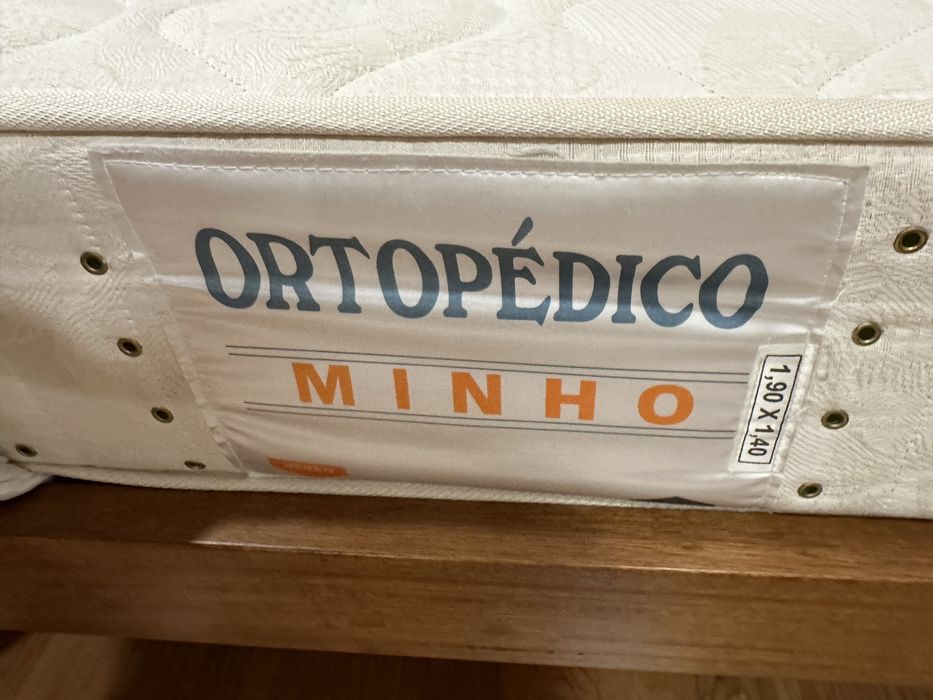 ORTOPÉDICO
MINHO
1,90 X 1,40